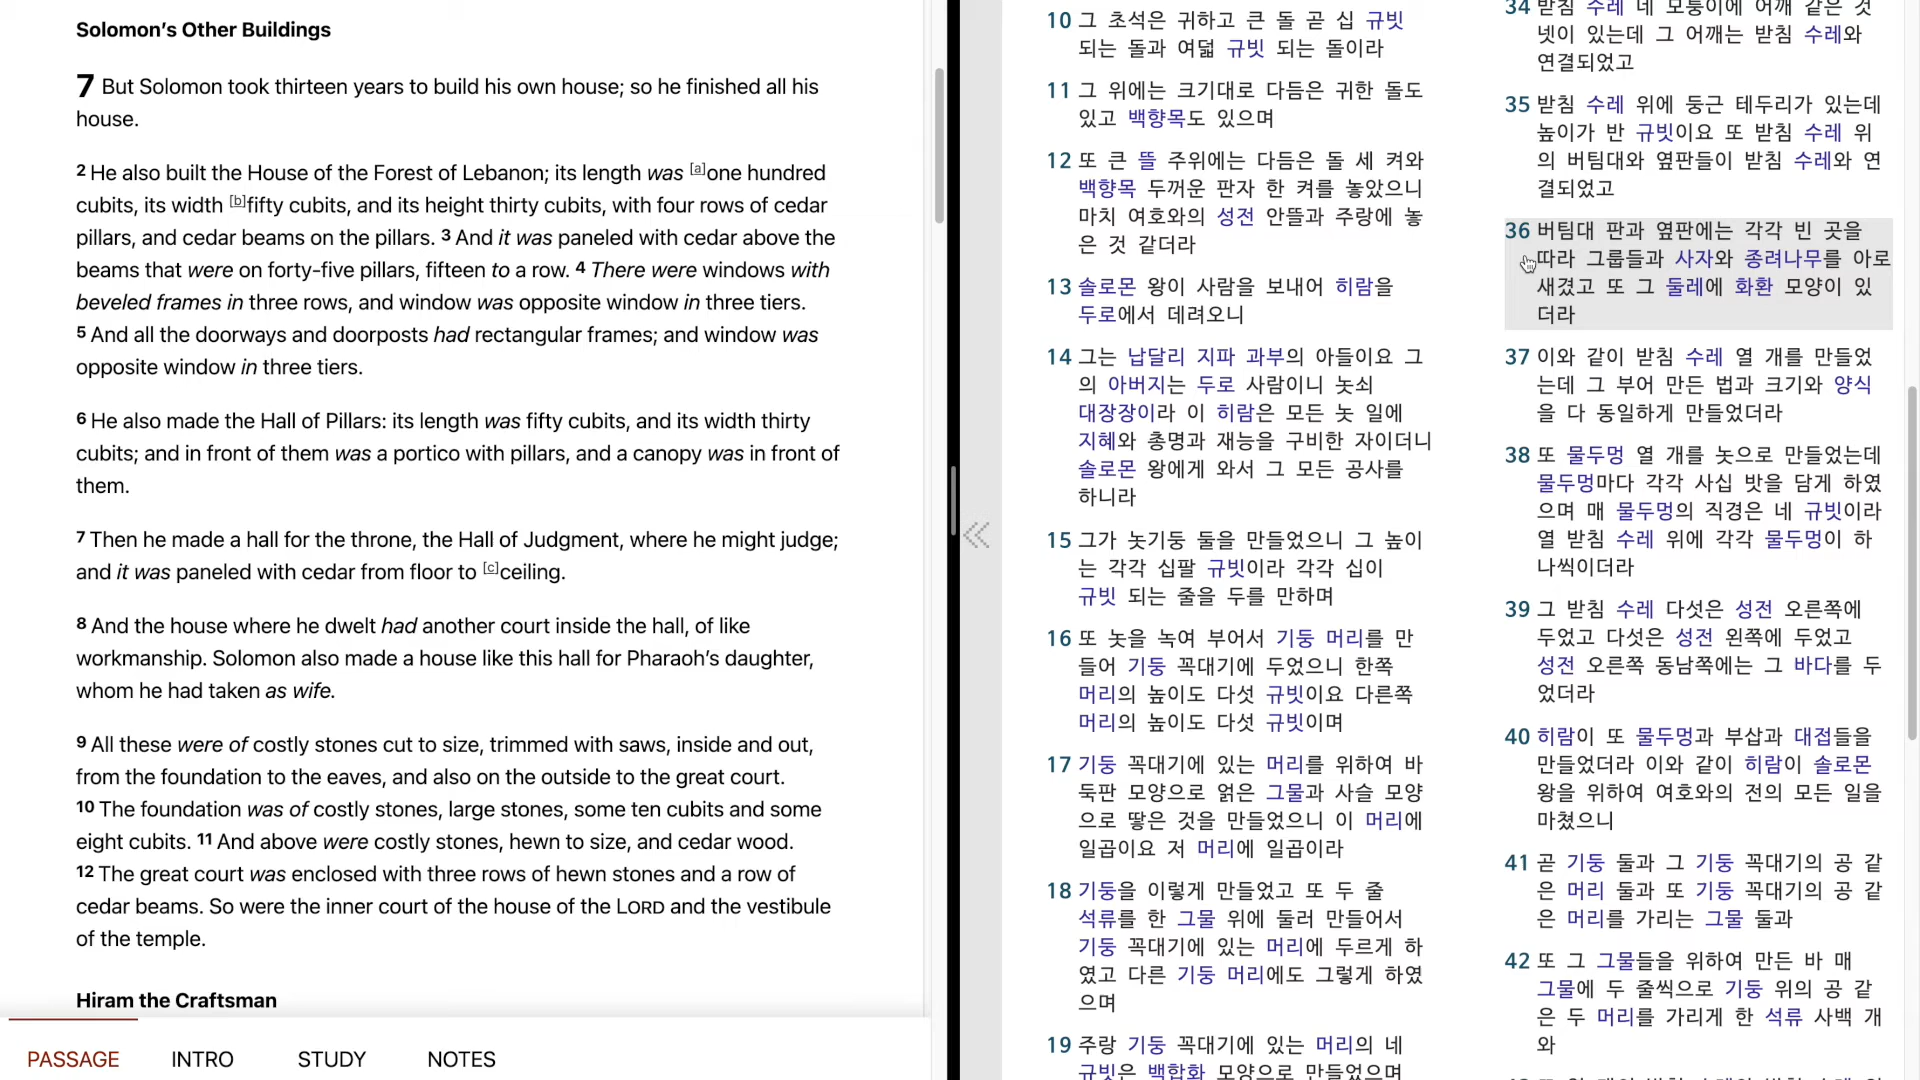 Solomon’s Other Buildings
7 But Solomon took thirteen years to build his own house; so he finished all his
house.
2 He also built the House of the Forest of Lebanon; its length was [a]one hundred
cubits, its width [b]fifty cubits, and its height thirty cubits, with four rows of cedar
pillars, and cedar beams on the pillars. 3 And it was paneled with cedar above the
beams that were on forty-five pillars, fifteen to a row. 4 There were windows with
beveled frames in three rows, and window was opposite window in three tiers.
5 And all the doorways and doorposts had rectangular frames; and window was
opposite window in three tiers.
6 He also made the Hall of Pillars: its length was fifty cubits, and its width thirty
cubits; and in front of them was a portico with pillars, and a canopy was in front of
them.
7 Then he made a hall for the throne, the Hall of Judgment, where he might judge;
and it was paneled with cedar from floor to [c]ceiling.
8 And the house where he dwelt had another court inside the hall, of like
workmanship. Solomon also made a house like this hall for Pharaoh’s daughter,
whom he had taken as wife.
9 All these were of costly stones cut to size, trimmed with saws, inside and out,
from the foundation to the eaves, and also on the outside to the great court.
10 The foundation was of costly stones, large stones, some ten cubits and some
eight cubits. 11 And above were costly stones, hewn to size, and cedar wood.
12 The great court was enclosed with three rows of hewn stones and a row of
cedar beams. So were the inner court of the house of the LORD and the vestibule
of the temple.
Hiram the Craftsman
PASSAGE INTRO STUDY NOTES
10 그 초석은 귀하고 큰 돌 곧 십 규빗
되는 돌과 여덟 규빗 되는 돌이라
11 그 위에는 크기대로 다듬은 귀한 돌도
있고 백향목도 있으며
12 또 큰 뜰 주위에는 다듬은 돌 세 켜와
백향목 두꺼운 판자 한 켜를 놓았으니
마치 여호와의 성전 안뜰과 주랑에 놓
은 것 같더라
13 솔로몬 왕이 사람을 보내어 히람을
두로에서 데려오니
14 그는 납달리 지파 과부의 아들이요 그
의 아버지는 두로 사람이니 놋쇠
대장장이라 이 히람은 모든 놋 일에
지혜와 총명과 재능을 구비한 자이더니
솔로몬 왕에게 와서 그 모든 공사를
하니라
15 그가 놋기둥 둘을 만들었으니 그 높이
는 각각 십팔 규빗이라 각각 십이
규빗 되는 줄을 두를 만하며
16 또 놋을 녹여 부어서 기둥 머리를 만
들어 기둥 꼭대기에 두었으니 한쪽
머리의 높이도 다섯 규빗이요 다른쪽
머리의 높이도 다섯 규빗이며
17 기둥 꼭대기에 있는 머리를 위하여 바
둑판 모양으로 얽은 그물과 사슬 모양
으로 땋은 것을 만들었으니 이 머리에
일곱이요 저 머리에 일곱이라
18 기둥을 이렇게 만들었고 또 두 줄
석류를 한 그물 위에 둘러 만들어서
기둥 꼭대기에 있는 머리에 두르게 하
였고 다른 기둥 머리에도 그렇게 하였
으며
19 주랑 기둥 꼭대기에 있는 머리의 네
규빗은 백합화 모양으로 만들었으며
34 받침 수레 네 모퉁이에 어깨 같은 것
넷이 있는데 그 어깨는 받침 수레와
연결되었고
35 받침 수레 위에 둥근 테두리가 있는데
높이가 반 규빗이요 또 받침 수레 위
의 버팀대와 옆판들이 받침 수레와 연
결되었고
36 버팀대 판과 옆판에는 각각 빈 곳을
따라 그룹들과 사자와 종려나무를 아로
새겼고 또 그 둘레에 화환 모양이 있
더라
37 이와 같이 받침 수레 열 개를 만들었
는데 그 부어 만든 법과 크기와 양식
을 다 동일하게 만들었더라
38 또 물두멍 열 개를 놋으로 만들었는데
물두멍마다 각각 사십 밧을 담게 하였
으며 매 물두멍의 직경은 네 규빗이라
열 받침 수레 위에 각각 물두멍이 하
나씩이더라
39 그 받침 수레 다섯은 성전 오른쪽에
두었고 다섯은 성전 왼쪽에 두었고
성전 오른쪽 동남쪽에는 그 바다를 두
었더라
40 히람이 또 물두멍과 부삽과 대접들을
만들었더라 이와 같이 히람이 솔로몬
왕을 위하여 여호와의 전의 모든 일을
마쳤으니
41 곧 기둥 둘과 그 기둥 꼭대기의 공 같
은 머리 둘과 또 기둥 꼭대기의 공 같
은 머리를 가리는 그물 둘과
42 또 그 그물들을 위하여 만든 바 매
그물에 두 줄씩으로 기둥 위의 공 같
은 두 머리를 가리게 한 석류 사백 개
와